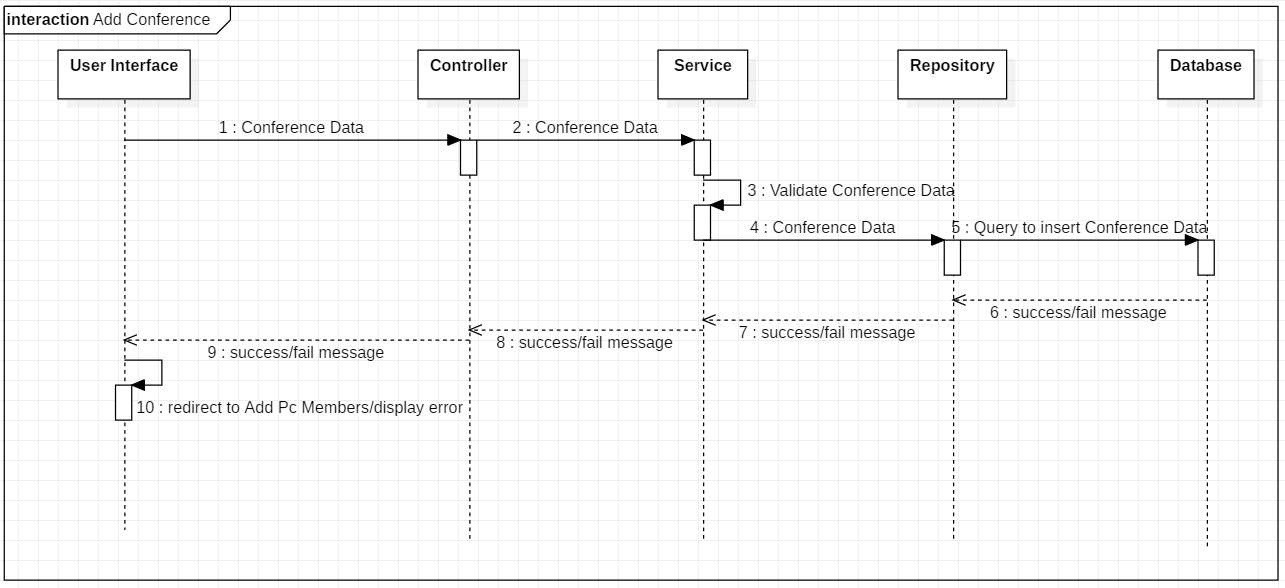 interaction Add Conference
User Interface
Controller
Service
Repository
Database
1 : Conference Data
2 : Conference Data
3 : Validate Conference Data
4 : Conference Data
5 : Query to insert Conference Data
6 : success/fail message
7 : success/fail message
8 : success/fail message
9 : success/fail message
10 : redirect to Add Pc Members/display error